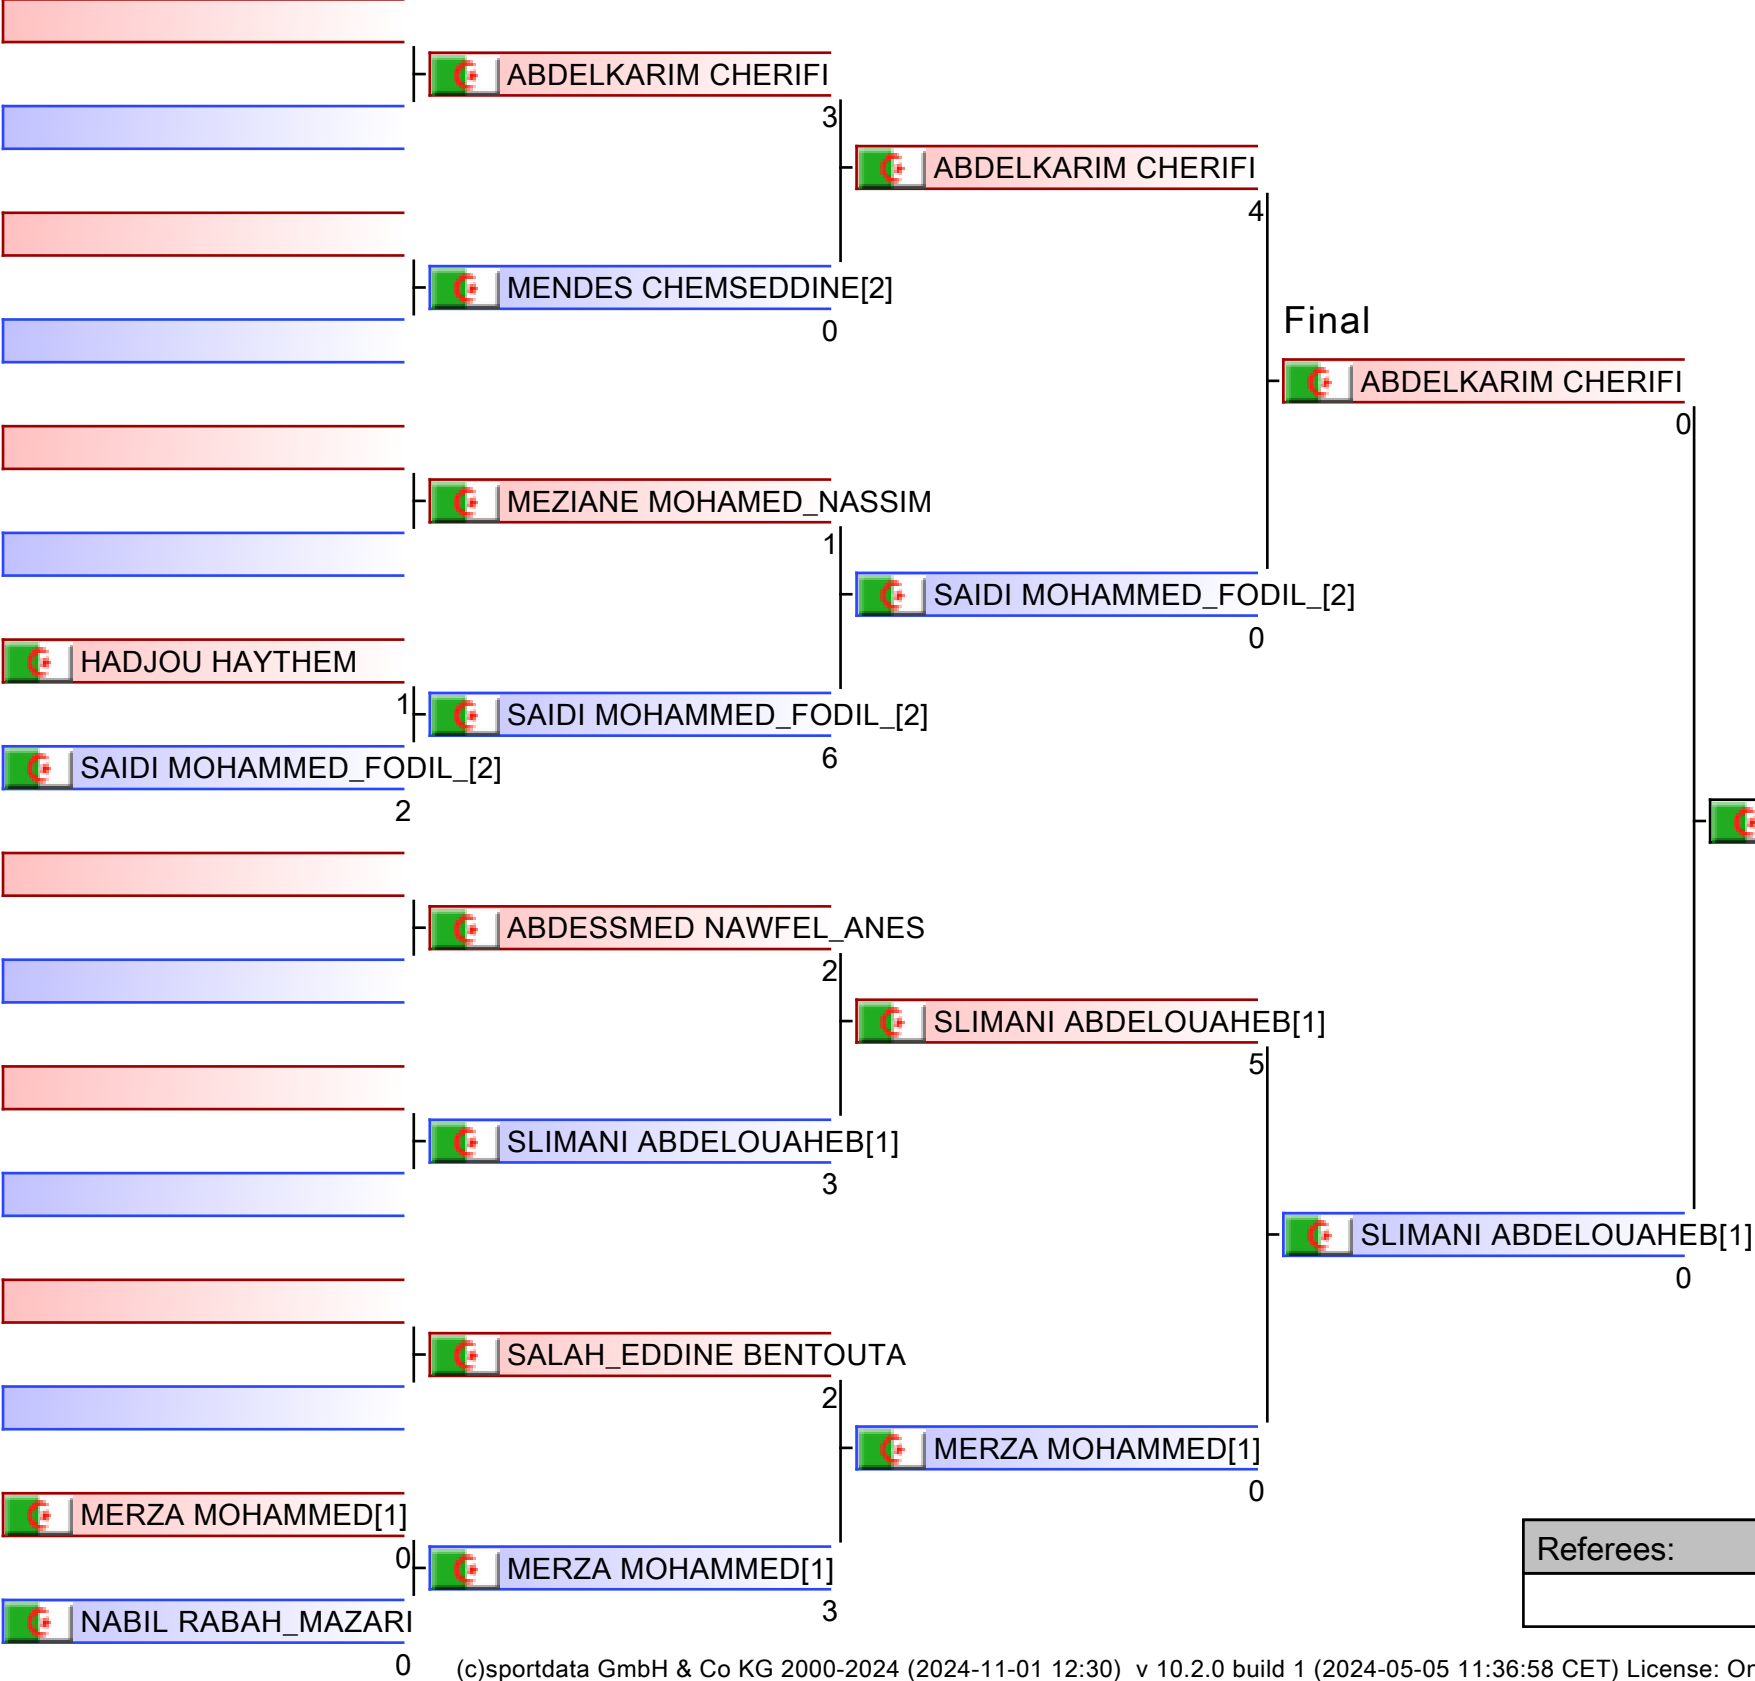 ABDELKARIM CHERIFI
3
ABDELKARIM CHERIFI
4
MENDES CHEMSEDDINE[2]
0
Final
ABDELKARIM CHERIFI
0
MEZIANE MOHAMED_NASSIM
1
SAIDI MOHAMMED_FODIL_[2]
0
HADJOU HAYTHEM
1
SAIDI MOHAMMED_FODIL_[2]
6
SAIDI MOHAMMED_FODIL_[2]
2
ABDESSMED NAWFEL_ANES
2
SLIMANI ABDELOUAHEB[1]
5
SLIMANI ABDELOUAHEB[1]
3
SLIMANI ABDELOUAHEB[1]
0
SALAH_EDDINE BENTOUTA
2
MERZA MOHAMMED[1]
0
MERZA MOHAMMED[1]
0
MERZA MOHAMMED[1]
3
NABIL RABAH_MAZARI
0
Referees:
(c)sportdata GmbH & Co KG 2000-2024 (2024-11-01 12:30) v 10.2.0 build 1 (2024-05-05 11:36:58 CET) License: On